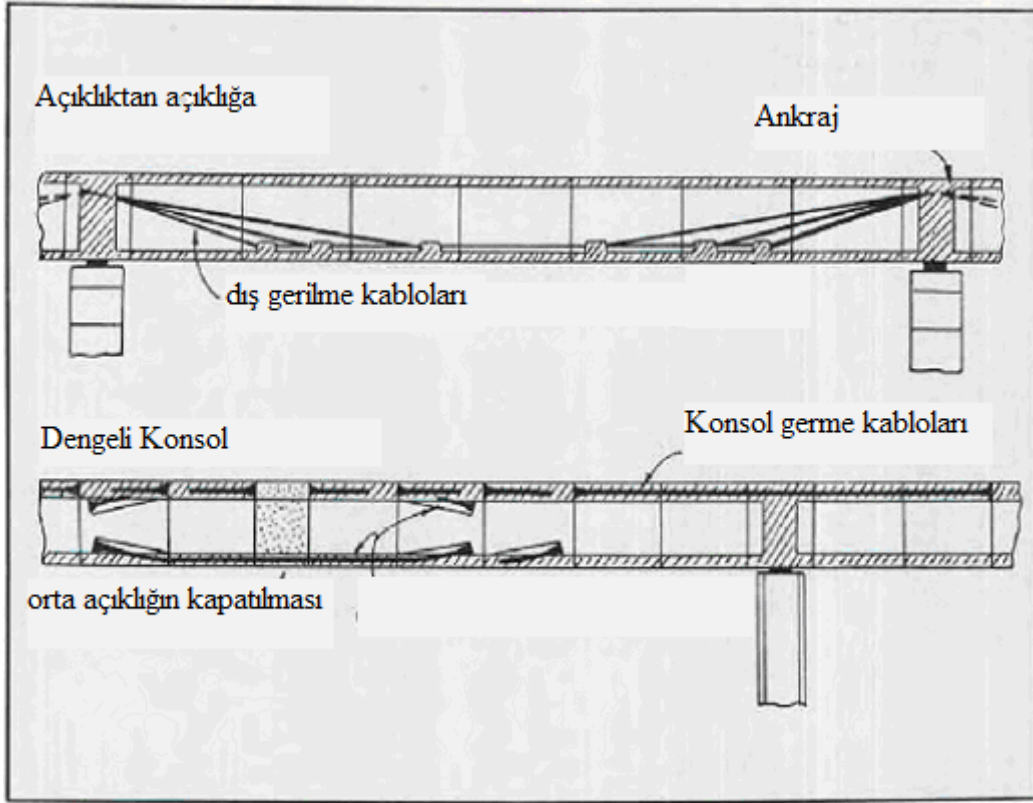 Açıklıktan açıklığa
Ankraj
dış gerilme kabloları
Dengeli Konsol
Konsol germe kabloları
orta açıklığın kapatılması